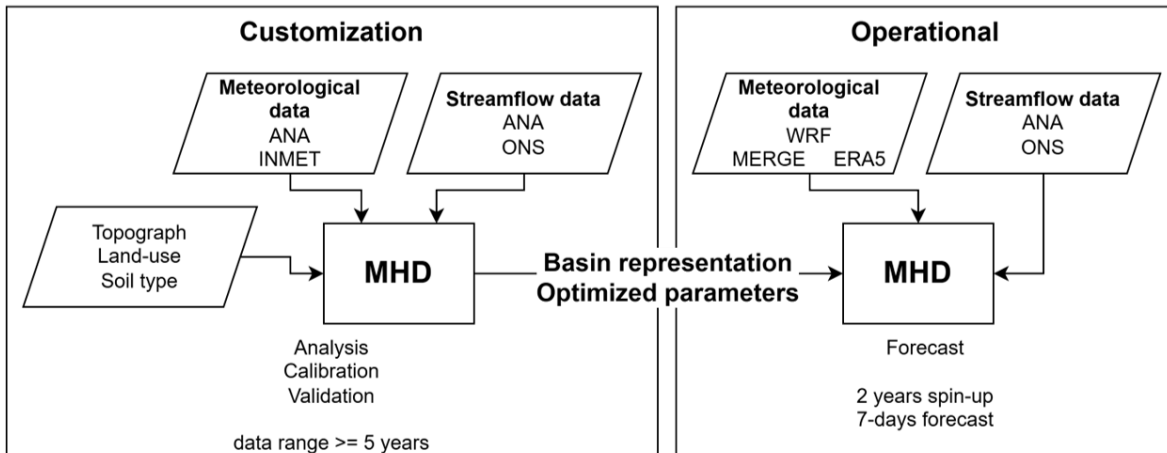 Customization
Meteorological
data
ANA
INMET
Streamflow data
ANA
ONS
Topograph
Land-use
Soil type
MHD
Analysis
Calibration
Validation
data range >= 5 years
Basin representation
Optimized parameters
Operational
Meteorological
data
WRF
MERGE ERA5
Streamflow data
ANA
ONS
MHD
Forecast
2 years spin-up
7-days forecast